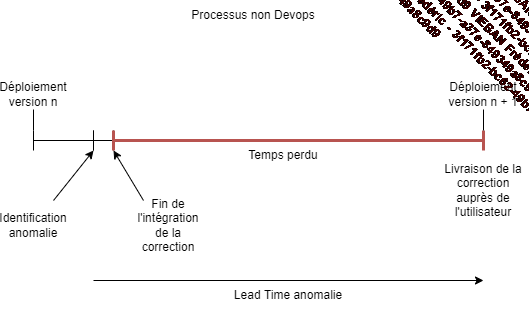 Processus non Devops
Déploiement
version n
Déploiement
version n + 1
Temps perdu
Livraison de la
correction
auprès de
l'utilisateur
Identification
anomalie
Fin de
l'intégration
de la
correction
Lead Time anomalie